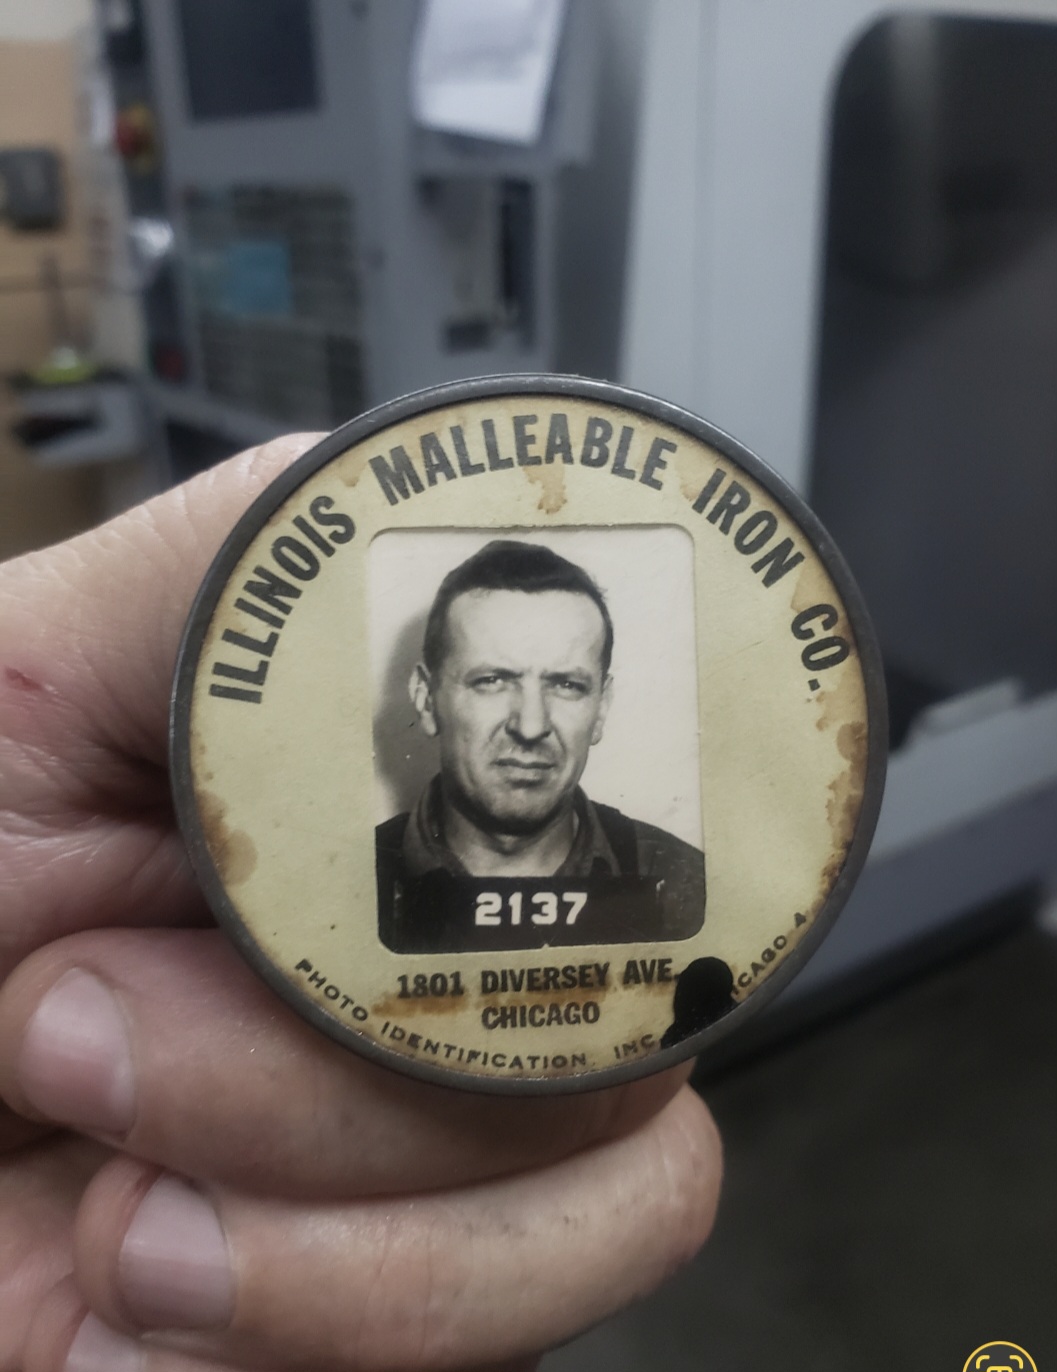 ILLINOIS MALLEABLE IRON CO.
2137
1801 DIVERSEY AVE.
CHICAGO
PHOTO IDENTIFICATION, INC.